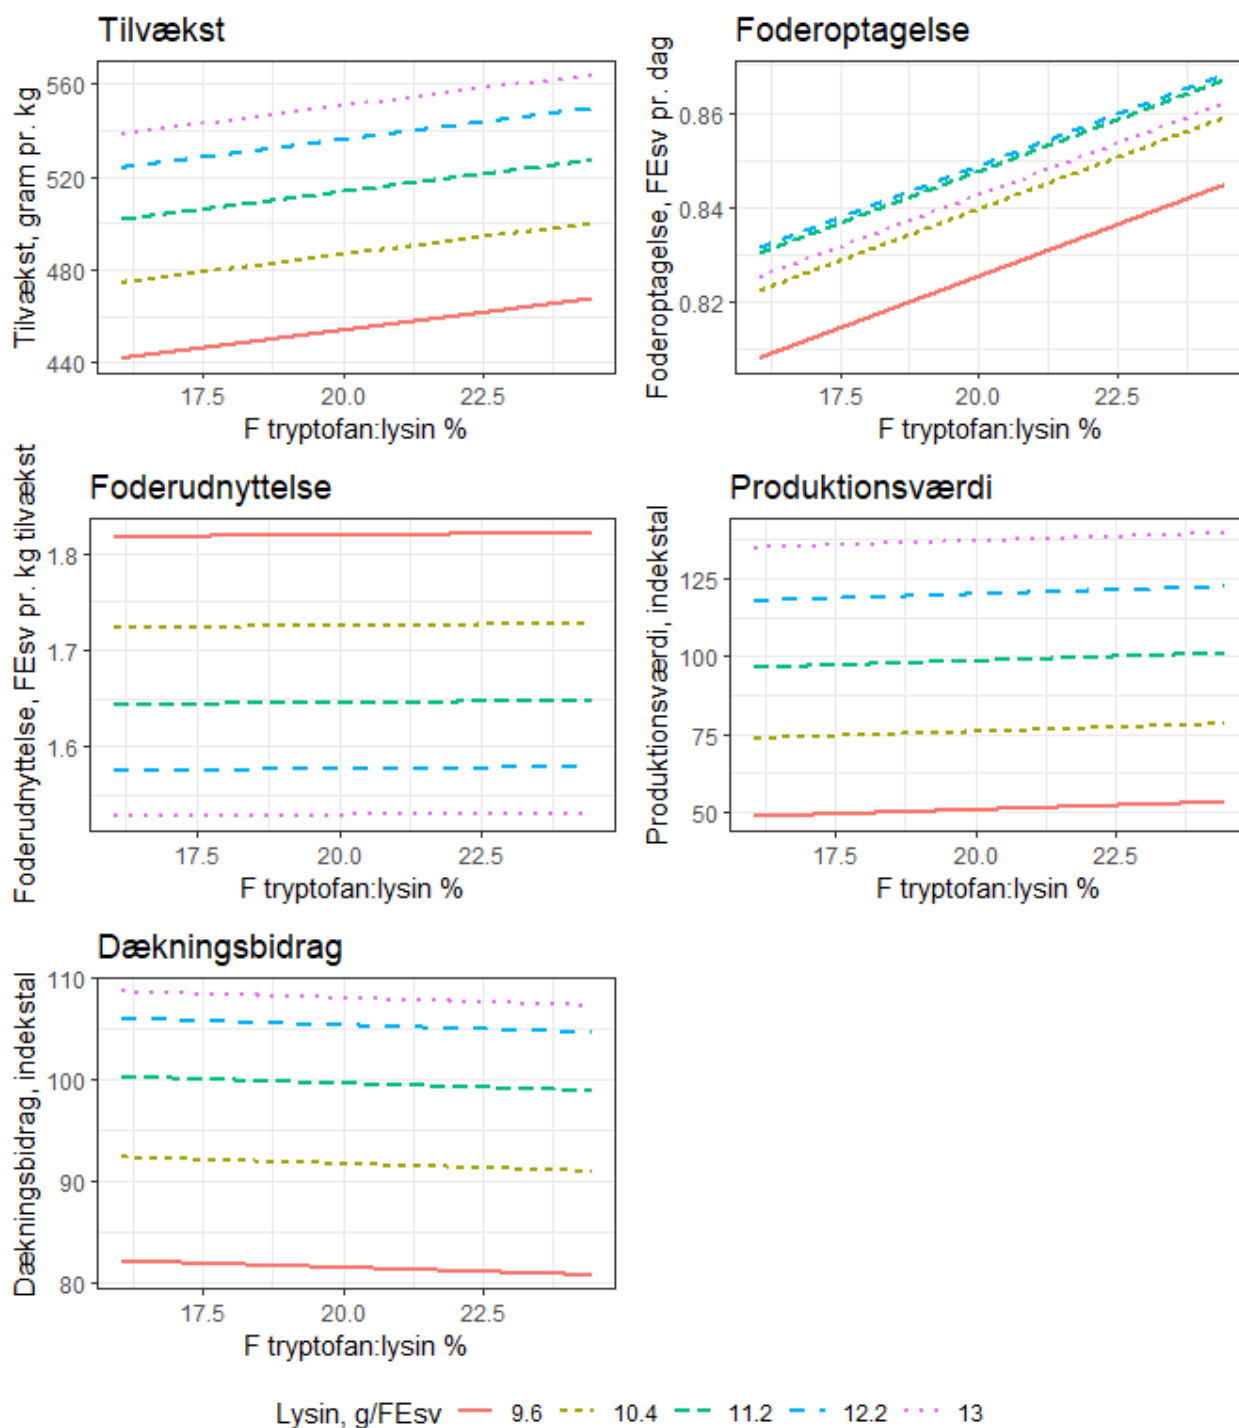 Tilvækst
Tilvækst, gram pr. kg
560
520
480
440
17.5 20.0 22.5
F tryptofan:lysin %
Foderoptagelse
Foderoptagelse, FEsv pr. dag
0.86
0.84
0.82
17.5 20.0 22.5
F tryptofan:lysin %
Foderudnyttelse
Foderudnyttelse, FEsv pr. kg tilvækst
1.8
1.7
1.6
17.5 20.0 22.5
F tryptofan:lysin %
Produktionsværdi
Produktionsværdi, indekstal
125
100
75
50
17.5 20.0 22.5
F tryptofan:lysin %
Dækningsbidrag
Dækningsbidrag, indekstal
110
100
90
80
17.5 20.0 22.5
F tryptofan:lysin %
Lysin, g/FEsv 9.6 10.4 11.2 12.2 13